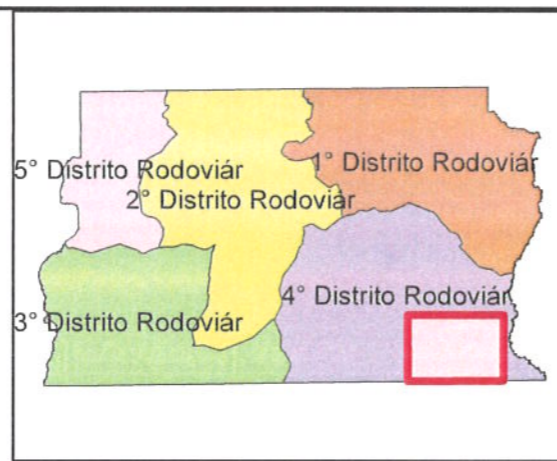 1° Distrito Rodoviár
5° Distrito Rodoviár
2° Distrito Rodoviár
4° Distrito Rodoviár
3° Distrito Rodoviár